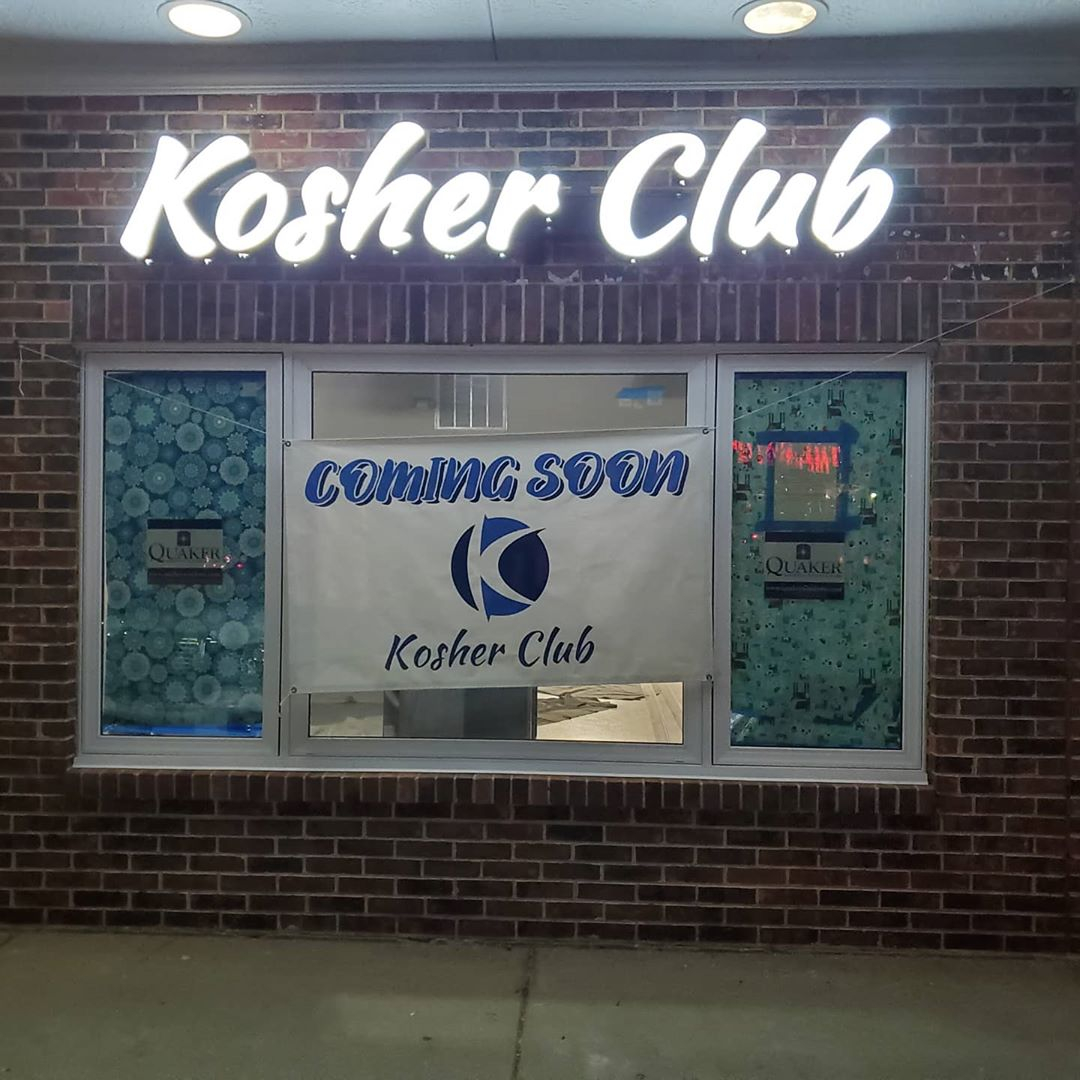 Kosher Club
COMING SOON
K
Kosher Club
QUAKER
QUAKER